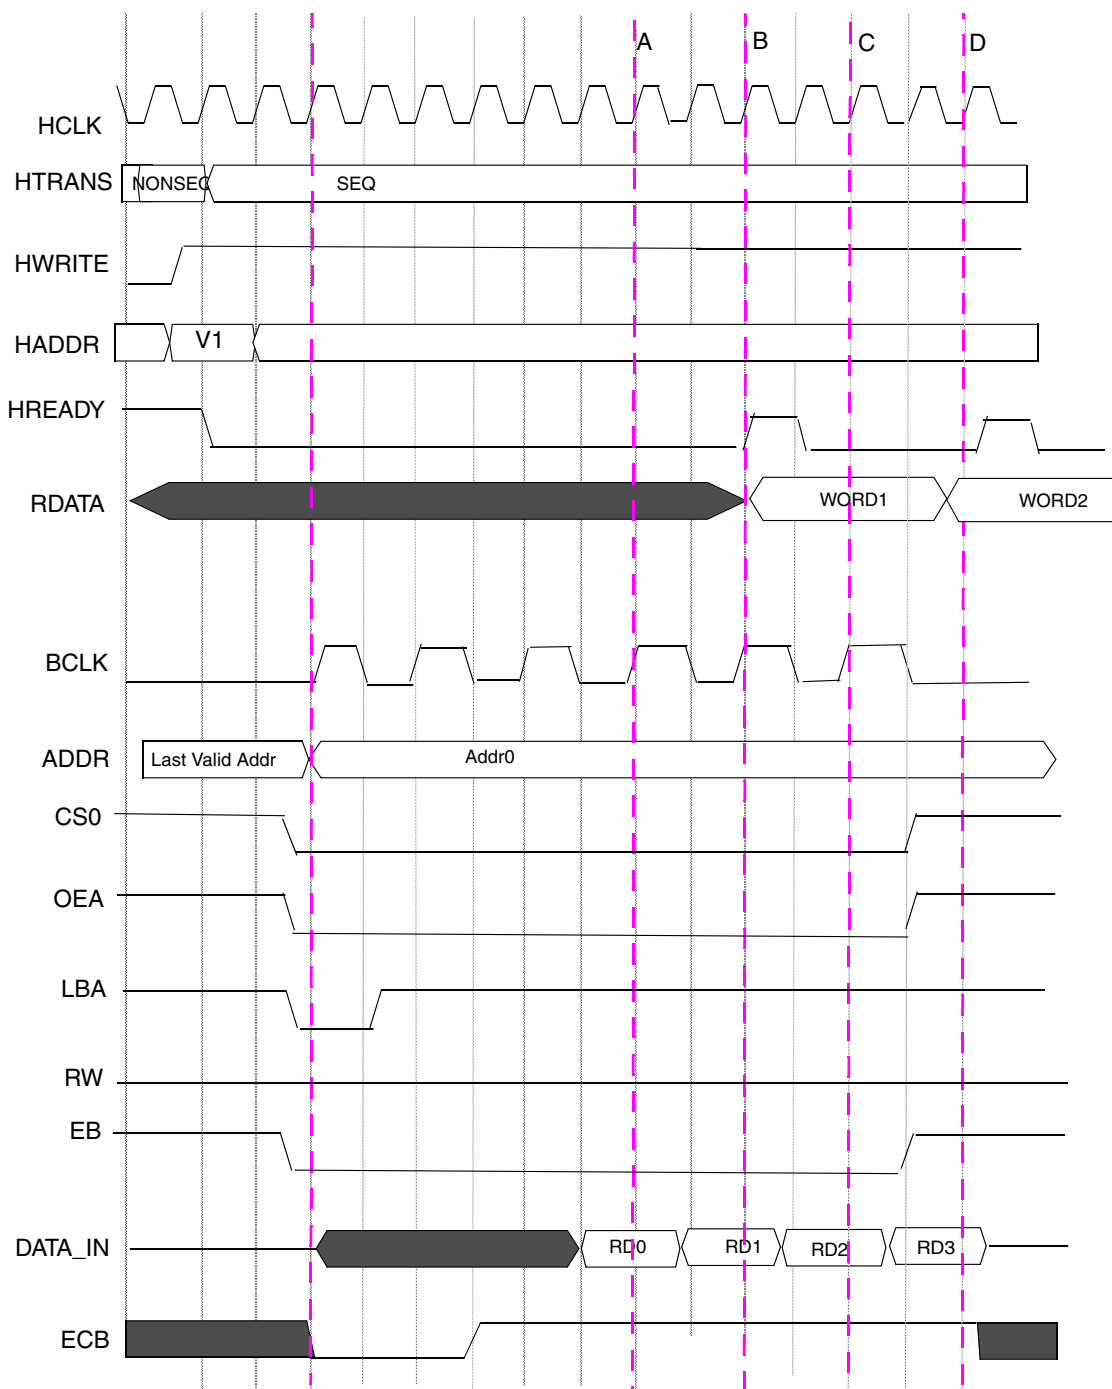 A B C D
HCLK
HTRANS NONSEQ SEQ
HWRITE
HADDR V1
HREADY
RDATA WORD1 WORD2
BCLK
ADDR Last Valid Addr Addr0
CS0
OEA
LBA
RW
EB
DATA_IN RD0 RD1 RD2 RD3
ECB